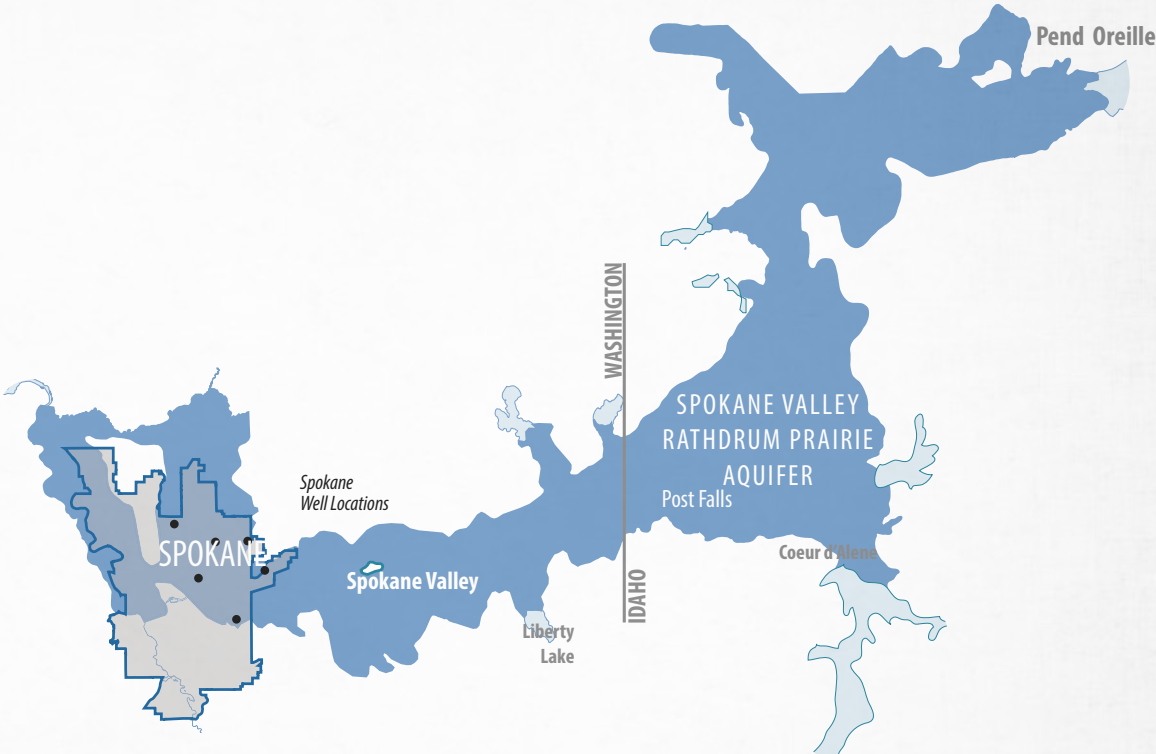 Pend Oreille
WASHINGTON
SPOKANE VALLEY
RATHDRUM PRAIRIE
AQUIFER
Post Falls
Spokane
Well Locations
SPOKANE
Spokane Valley
Coeur d'Alene
IDAHO
Liberty
Lake